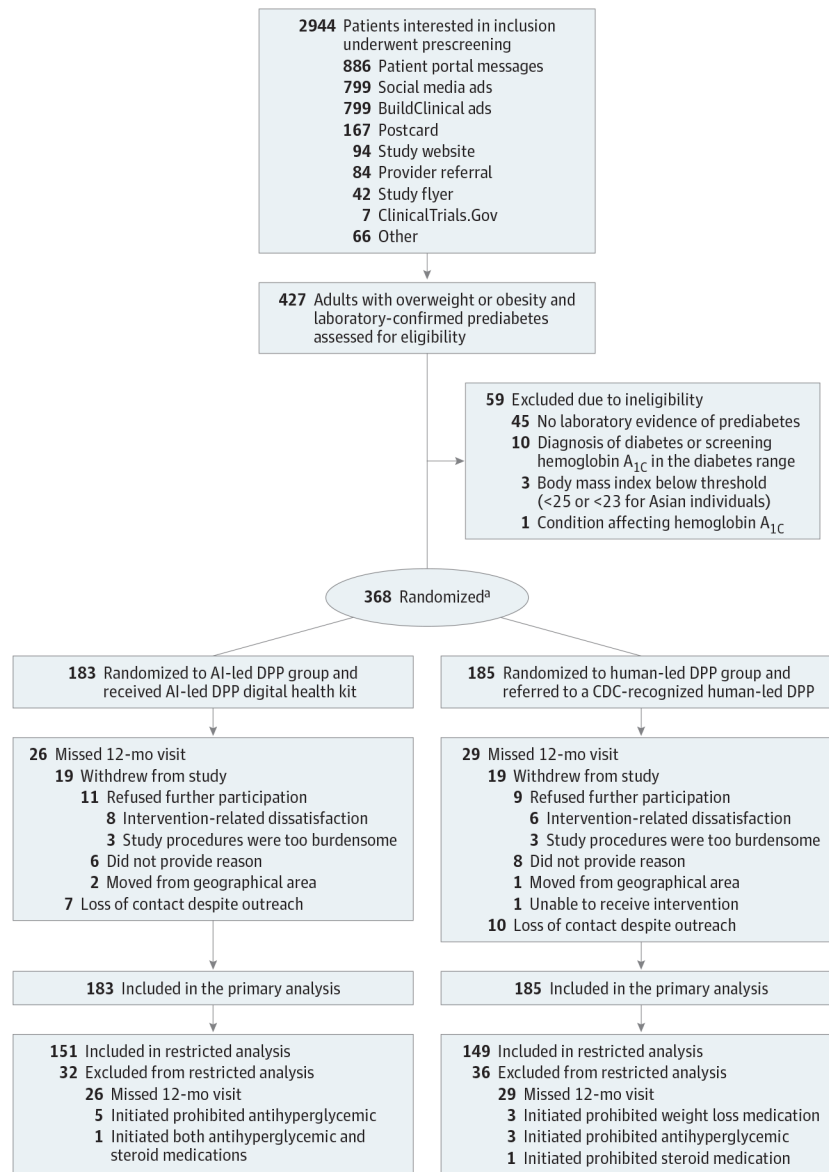 2944 Patients interested in inclusion
underwent prescreening
886 Patient portal messages
799 Social media ads
799 BuildClinical ads
167 Postcard
94 Study website
84 Provider referral
42 Study flyer
7 ClinicalTrials.Gov
66 Other
427 Adults with overweight or obesity and
laboratory-confirmed prediabetes
assessed for eligibility
59 Excluded due to ineligibility
45 No laboratory evidence of prediabetes
10 Diagnosis of diabetes or screening
hemoglobin A1C in the diabetes range
3 Body mass index below threshold
(<25 or <23 for Asian individuals)
1 Condition affecting hemoglobin A1C
368 Randomizedᵃ
183 Randomized to AI-led DPP group and
received AI-led DPP digital health kit
185 Randomized to human-led DPP group and
referred to a CDC-recognized human-led DPP
26 Missed 12-mo visit
19 Withdrew from study
11 Refused further participation
8 Intervention-related dissatisfaction
3 Study procedures were too burdensome
6 Did not provide reason
2 Moved from geographical area
7 Loss of contact despite outreach
29 Missed 12-mo visit
19 Withdrew from study
9 Refused further participation
6 Intervention-related dissatisfaction
3 Study procedures were too burdensome
8 Did not provide reason
1 Moved from geographical area
1 Unable to receive intervention
10 Loss of contact despite outreach
183 Included in the primary analysis
185 Included in the primary analysis
151 Included in restricted analysis
32 Excluded from restricted analysis
26 Missed 12-mo visit
5 Initiated prohibited antihyperglycemic
1 Initiated both antihyperglycemic and
steroid medications
149 Included in restricted analysis
36 Excluded from restricted analysis
29 Missed 12-mo visit
3 Initiated prohibited weight loss medication
3 Initiated prohibited antihyperglycemic
1 Initiated prohibited steroid medication